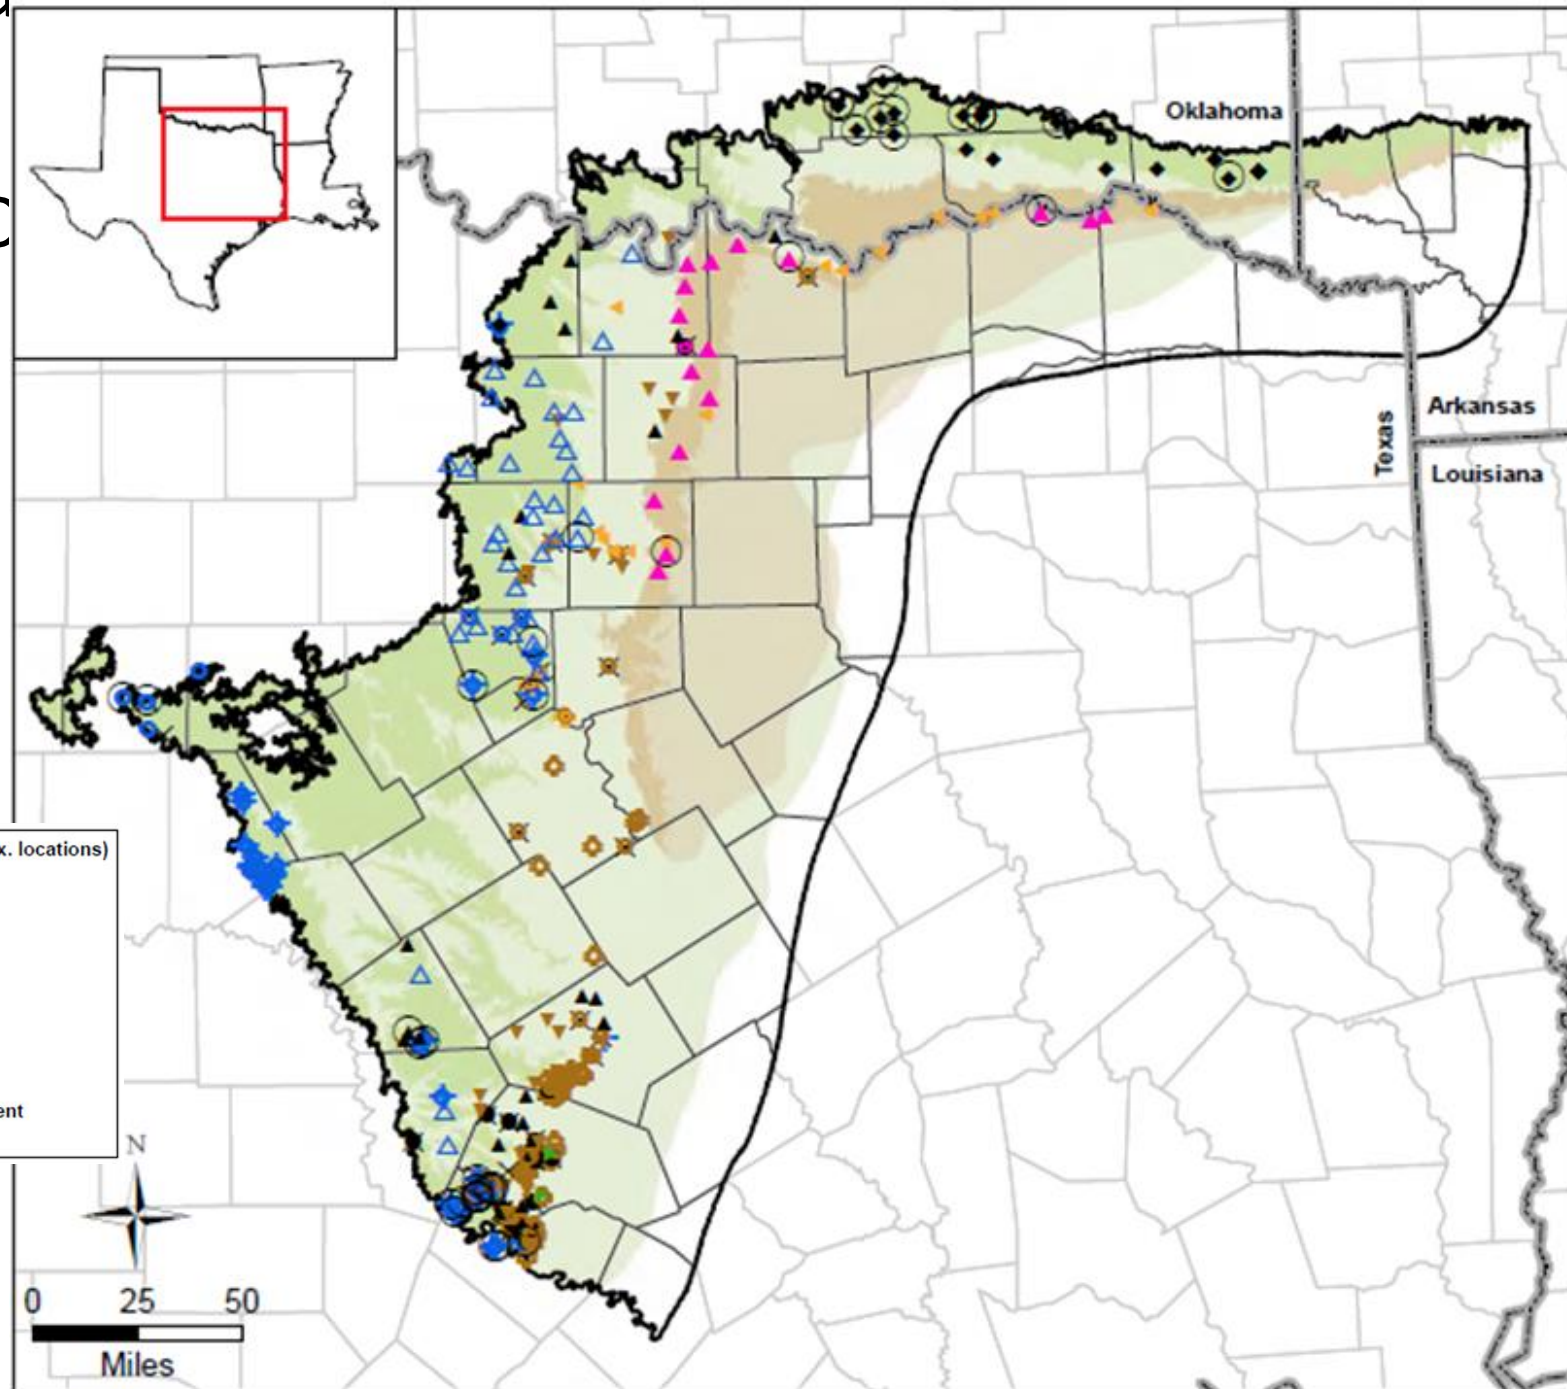 Oklahoma
Arkansas
Texas
Louisiana
x. locations)
ent
N
0 25 50
Miles